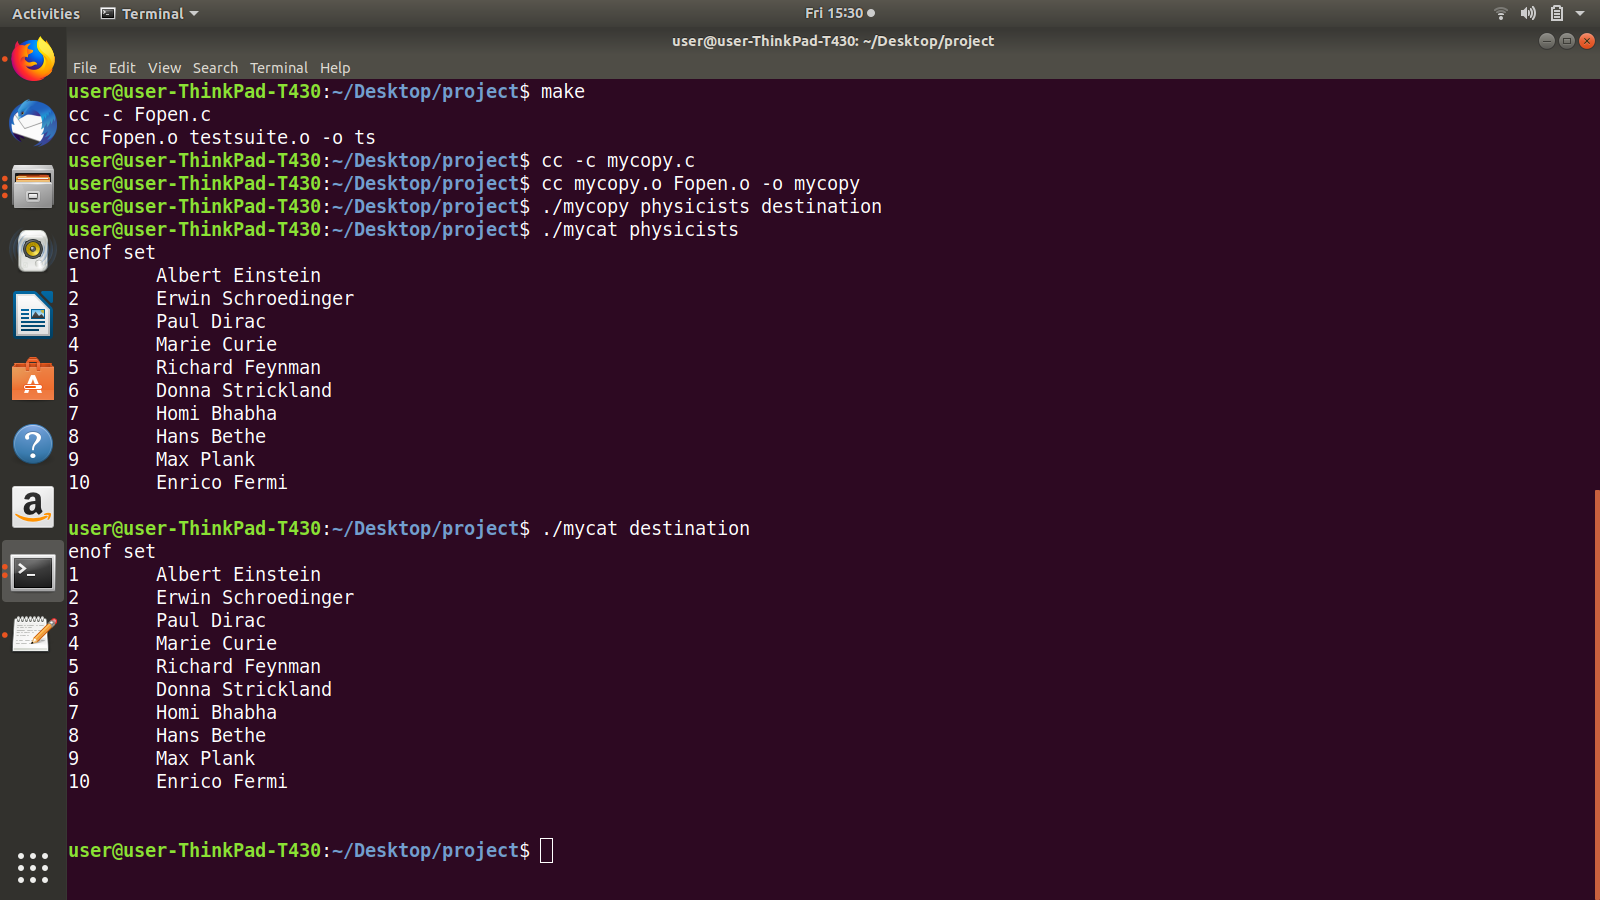 Activities Terminal Fri 15:30
user@user-ThinkPad-T430: ~/Desktop/project
File Edit View Search Terminal Help
user@user-ThinkPad-T430:~/Desktop/project$ make
cc -c Fopen.c
cc Fopen.o testsuite.o -o ts
user@user-ThinkPad-T430:~/Desktop/project$ cc -c mycopy.c
user@user-ThinkPad-T430:~/Desktop/project$ cc mycopy.o Fopen.o -o mycopy
user@user-ThinkPad-T430:~/Desktop/project$ ./mycopy physicists destination
user@user-ThinkPad-T430:~/Desktop/project$ ./mycat physicists
enof set
1 Albert Einstein
2 Erwin Schroedinger
3 Paul Dirac
4 Marie Curie
5 Richard Feynman
6 Donna Strickland
7 Homi Bhabha
8 Hans Bethe
9 Max Plank
10 Enrico Fermi
user@user-ThinkPad-T430:~/Desktop/project$ ./mycat destination
enof set
1 Albert Einstein
2 Erwin Schroedinger
3 Paul Dirac
4 Marie Curie
5 Richard Feynman
6 Donna Strickland
7 Homi Bhabha
8 Hans Bethe
9 Max Plank
10 Enrico Fermi
user@user-ThinkPad-T430:~/Desktop/project$